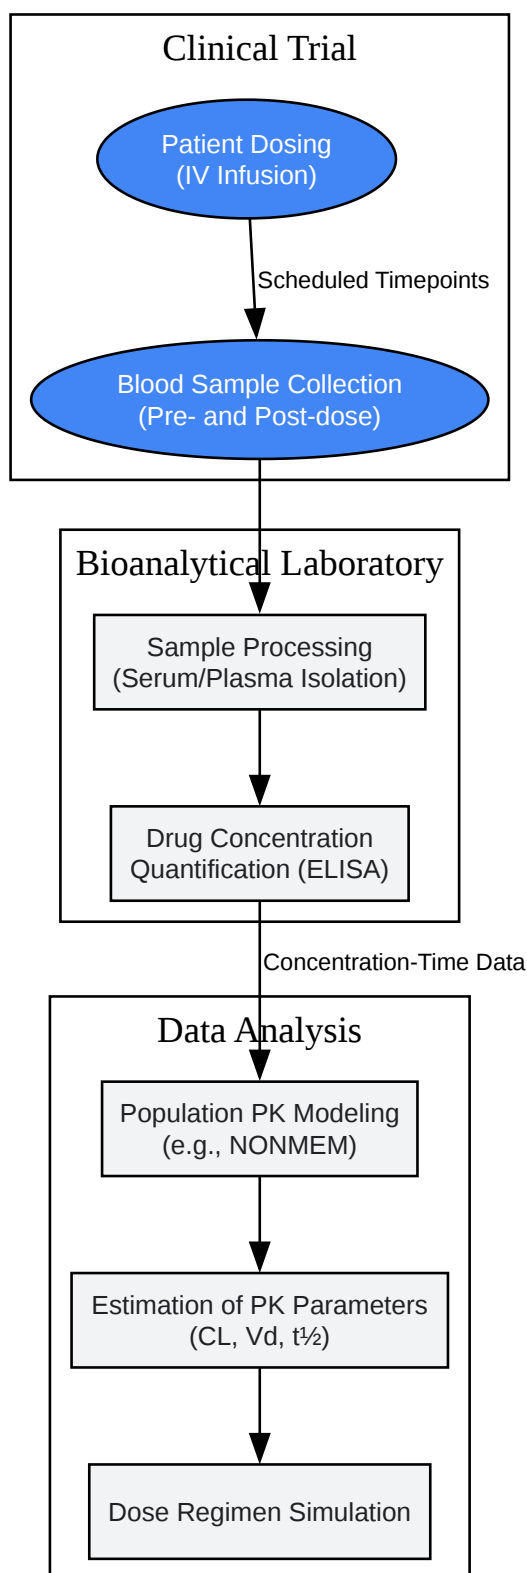 Clinical Trial
Patient Dosing
(IV Infusion)
Scheduled Timepoints
Blood Sample Collection
(Pre- and Post-dose)
Bioanalytical Laboratory
Sample Processing
(Serum/Plasma Isolation)
Drug Concentration
Quantification (ELISA)
Concentration-Time Data
Data Analysis
Population PK Modeling
(e.g., NONMEM)
Estimation of PK Parameters
(CL, Vd, t½)
Dose Regimen Simulation